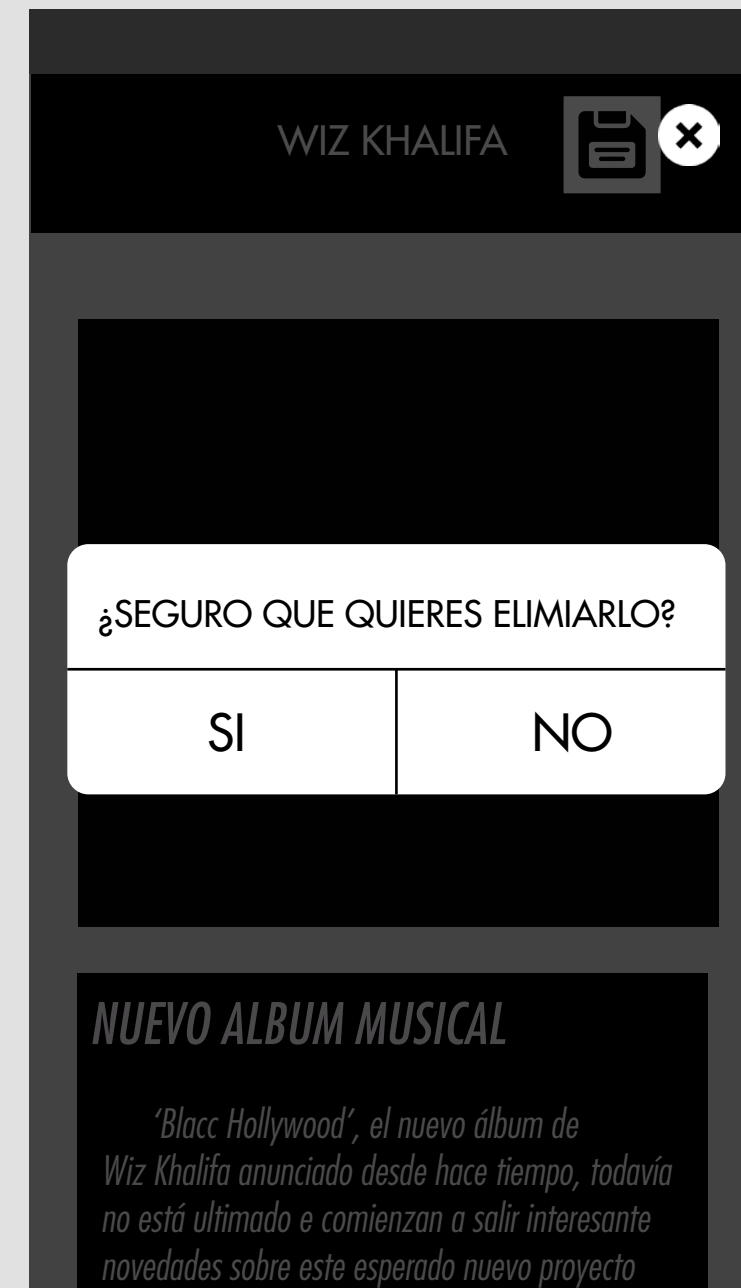 WIZ KHALIFA
¿SEGURO QUE QUIERES ELIMIARLO?
SI
NO
NUEVO ALBUM MUSICAL
‘Blacc Hollywood’, el nuevo álbum de
Wiz Khalifa anunciado desde hace tiempo, todavía
no está ultimado e comienzan a salir interesante
novedades sobre este esperado nuevo proyecto